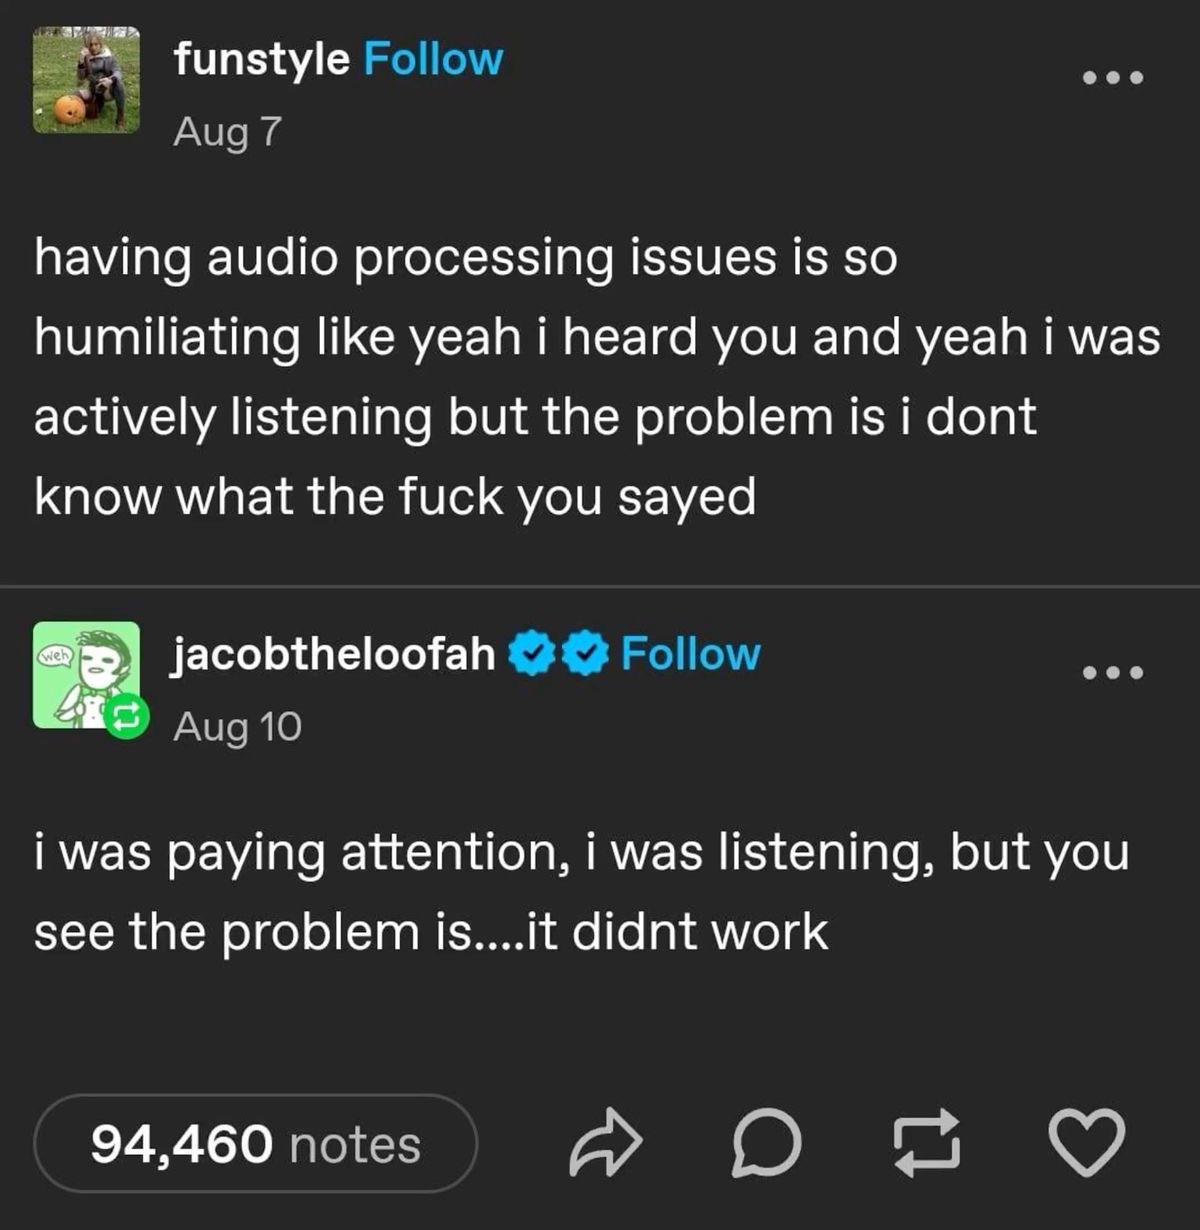 funstyle Follow
Aug 7
having audio processing issues is so
humiliating like yeah i heard you and yeah i was
actively listening but the problem is i dont
know what the fuck you sayed
weh
jacobtheloofah Follow
Aug 10
i was paying attention, i was listening, but you
see the problem is....it didnt work
94,460 notes